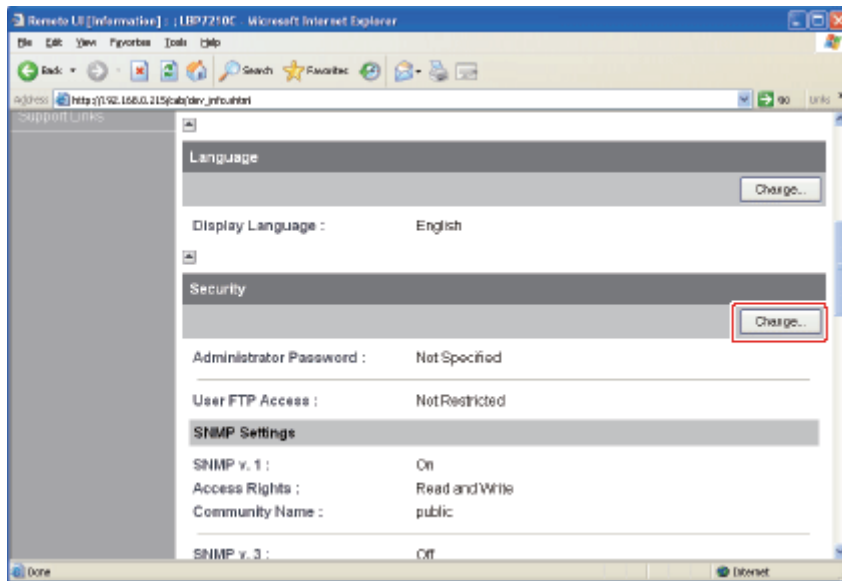 Remote UI [Information] : ; LBP7210C - Microsoft Internet Explorer
File Edit View Favorites Tools Help
Back Search Favorites
Address http://192.168.0.215/cab/dev_info.shtml Go Links
Support Links
Language
Change...
Display Language : English
Security
Change...
Administrator Password : Not Specified
User FTP Access : Not Restricted
SNMP Settings
SNMP v. 1 : On
Access Rights : Read and Write
Community Name : public
SNMP v. 3 : Off
Done Internet